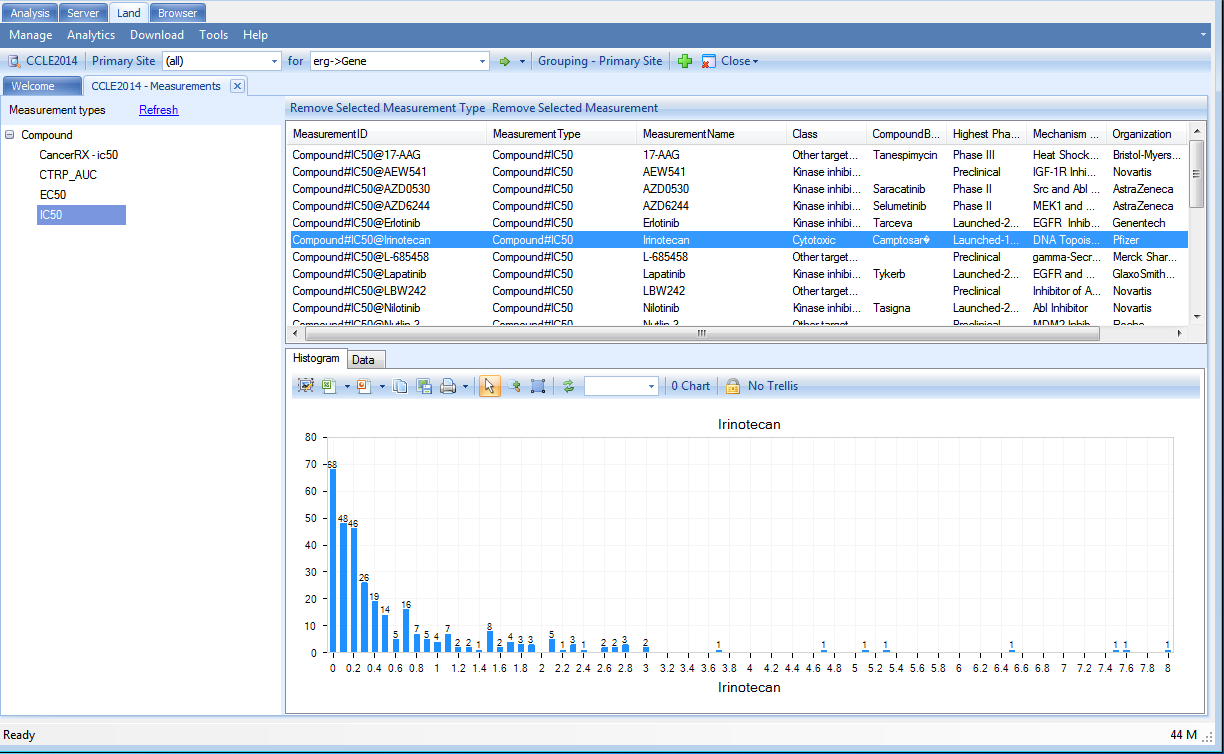 Analysis Server Land Browser
Manage Analytics Download Tools Help
CCLE2014 Primary Site (all) for erg->Gene Grouping - Primary Site Close
Welcome CCLE2014 - Measurements
Measurement types Refresh
Compound
CancerRX - ic50
CTRP_AUC
EC50
IC50
Remove Selected Measurement Type Remove Selected Measurement
MeasurementID MeasurementType MeasurementName Class CompoundB... Highest Pha... Mechanism ... Organization
Compound#IC50@17-AAG Compound#IC50 17-AAG Other target... Tanespimycin Phase III Heat Shock... Bristol-Myers...
Compound#IC50@AEW541 Compound#IC50 AEW541 Kinase inhibi... Preclinical IGF-1R Inhi... Novartis
Compound#IC50@AZD0530 Compound#IC50 AZD0530 Kinase inhibi... Saracatinib Phase II Src and Abl ... AstraZeneca
Compound#IC50@AZD6244 Compound#IC50 AZD6244 Kinase inhibi... Selumetinib Phase II MEK1 and ... AstraZeneca
Compound#IC50@Erlotinib Compound#IC50 Erlotinib Kinase inhibi... Tarceva Launched-2... EGFR Inhib... Genentech
Compound#IC50@Irinotecan Compound#IC50 Irinotecan Cytotoxic Camptosar� Launched-1... DNA Topois... Pfizer
Compound#IC50@L-685458 Compound#IC50 L-685458 Other target... Preclinical gamma-Secr... Merck Shar...
Compound#IC50@Lapatinib Compound#IC50 Lapatinib Kinase inhibi... Tykerb Launched-2... EGFR and ... GlaxoSmith...
Compound#IC50@LBW242 Compound#IC50 LBW242 Other target... Preclinical Inhibitor of A... Novartis
Compound#IC50@Nilotinib Compound#IC50 Nilotinib Kinase inhibi... Tasigna Launched-2... Abl Inhibitor Novartis
Compound#IC50@Nutlin-3 Compound#IC50 Nutlin-3 Other target... Preclinical MDM2 Inhib... Roche
Histogram Data
0 Chart No Trellis
Irinotecan
80
70
60
50
40
30
20
10
0
68 48 46 26 19 14 5 16 7 5 4 7 2 2 1 8 2 4 3 3 5 1 3 1 2 2 3 2 1 1 1 1 1 1 1 1
0 0.2 0.4 0.6 0.8 1 1.2 1.4 1.6 1.8 2 2.2 2.4 2.6 2.8 3 3.2 3.4 3.6 3.8 4 4.2 4.4 4.6 4.8 5 5.2 5.4 5.6 5.8 6 6.2 6.4 6.6 6.8 7 7.2 7.4 7.6 7.8 8
Irinotecan
Ready 44 M